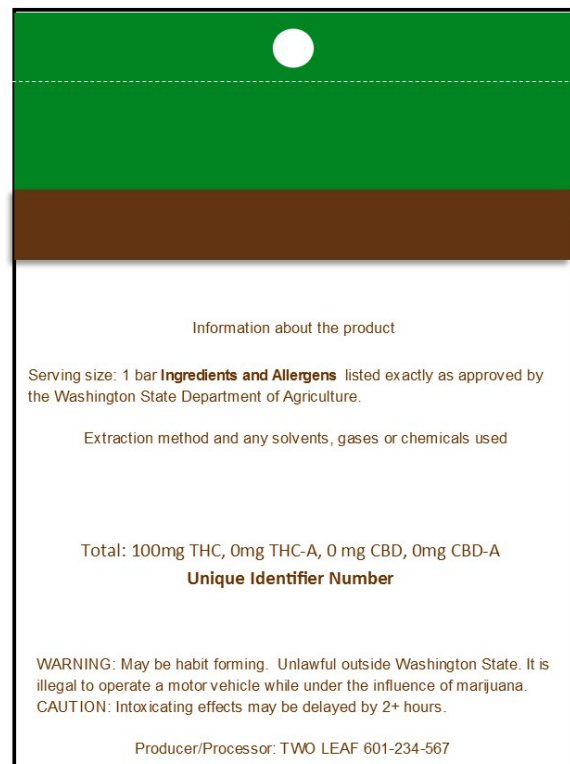 Information about the product
Serving size: 1 bar Ingredients and Allergens listed exactly as approved by
the Washington State Department of Agriculture.
Extraction method and any solvents, gases or chemicals used
Total: 100mg THC, 0mg THC-A, 0 mg CBD, 0mg CBD-A
Unique Identifier Number
WARNING: May be habit forming. Unlawful outside Washington State. It is
illegal to operate a motor vehicle while under the influence of marijuana.
CAUTION: Intoxicating effects may be delayed by 2+ hours.
Producer/Processor: TWO LEAF 601-234-567